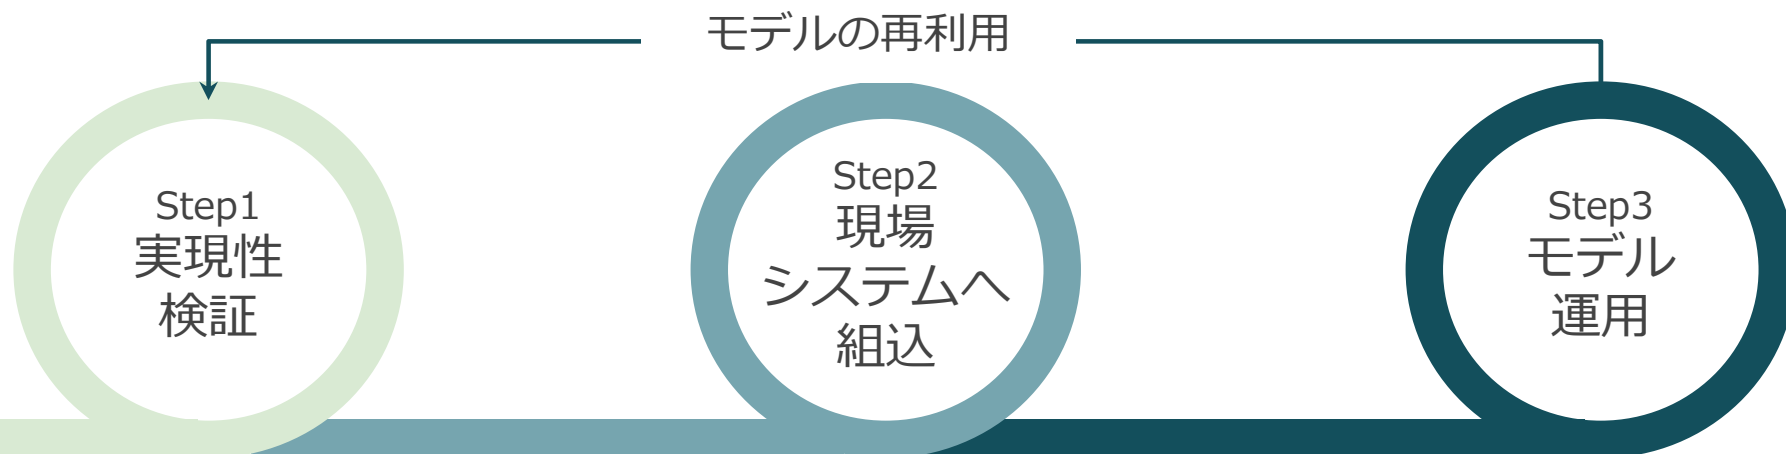 モデルの再利用
Step1
実現性
検証
Step2
現場
システムへ
組込
Step3
モデル
運用